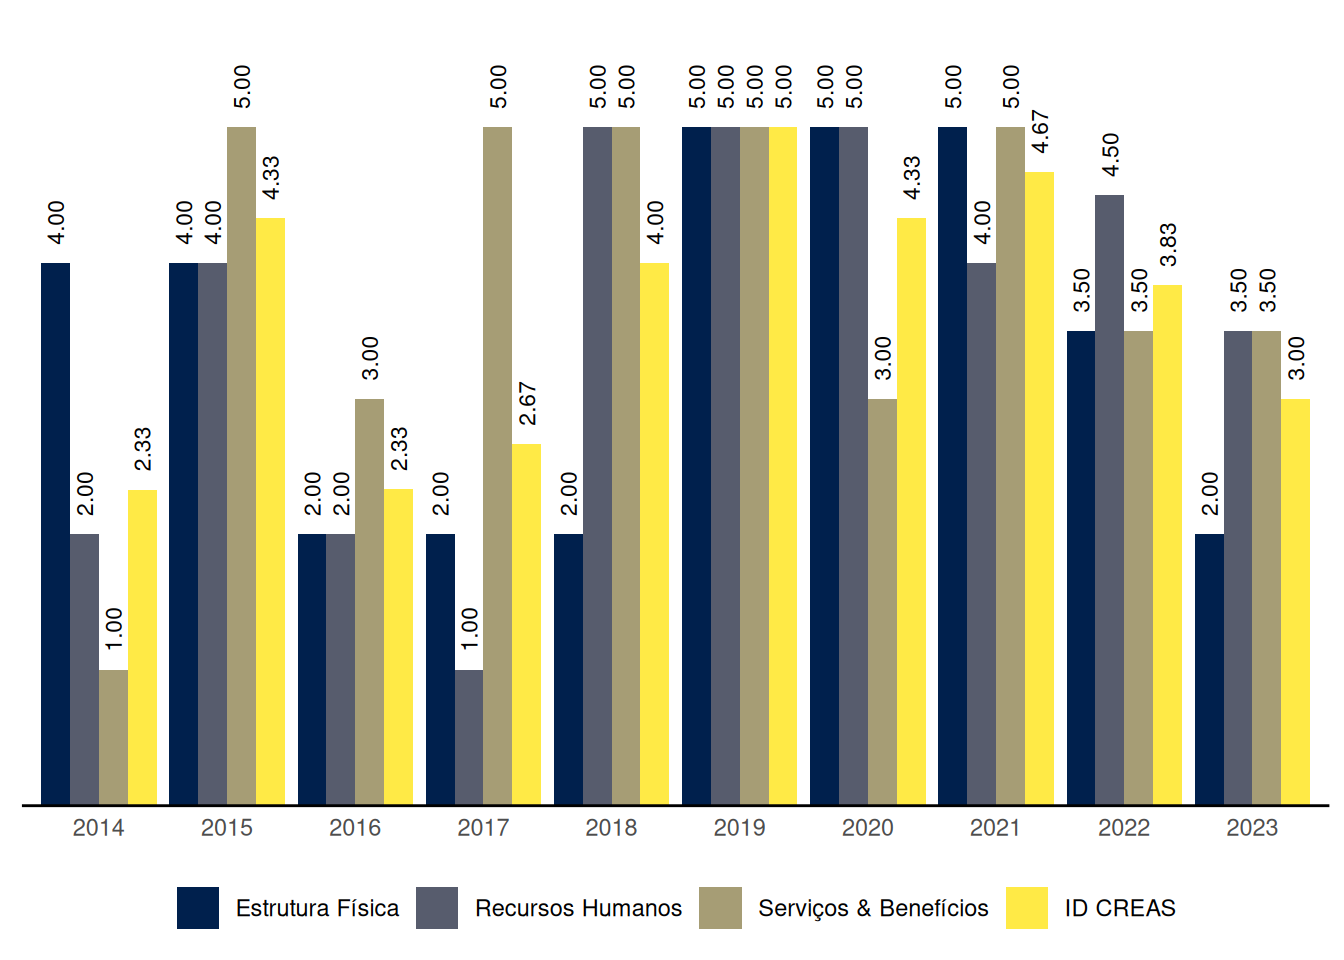 4.00 2.00 1.00 2.33
4.00 4.00 5.00 4.33
2.00 2.00 3.00 2.33
2.00 1.00 5.00 2.67
2.00 5.00 5.00 4.00
5.00 5.00 5.00 5.00
5.00 5.00 3.00 4.33
5.00 4.00 5.00 4.67
3.50 4.50 3.50 3.83
2.00 3.50 3.50 3.00
2014 2015 2016 2017 2018 2019 2020 2021 2022 2023
Estrutura Física Recursos Humanos Serviços & Benefícios ID CREAS